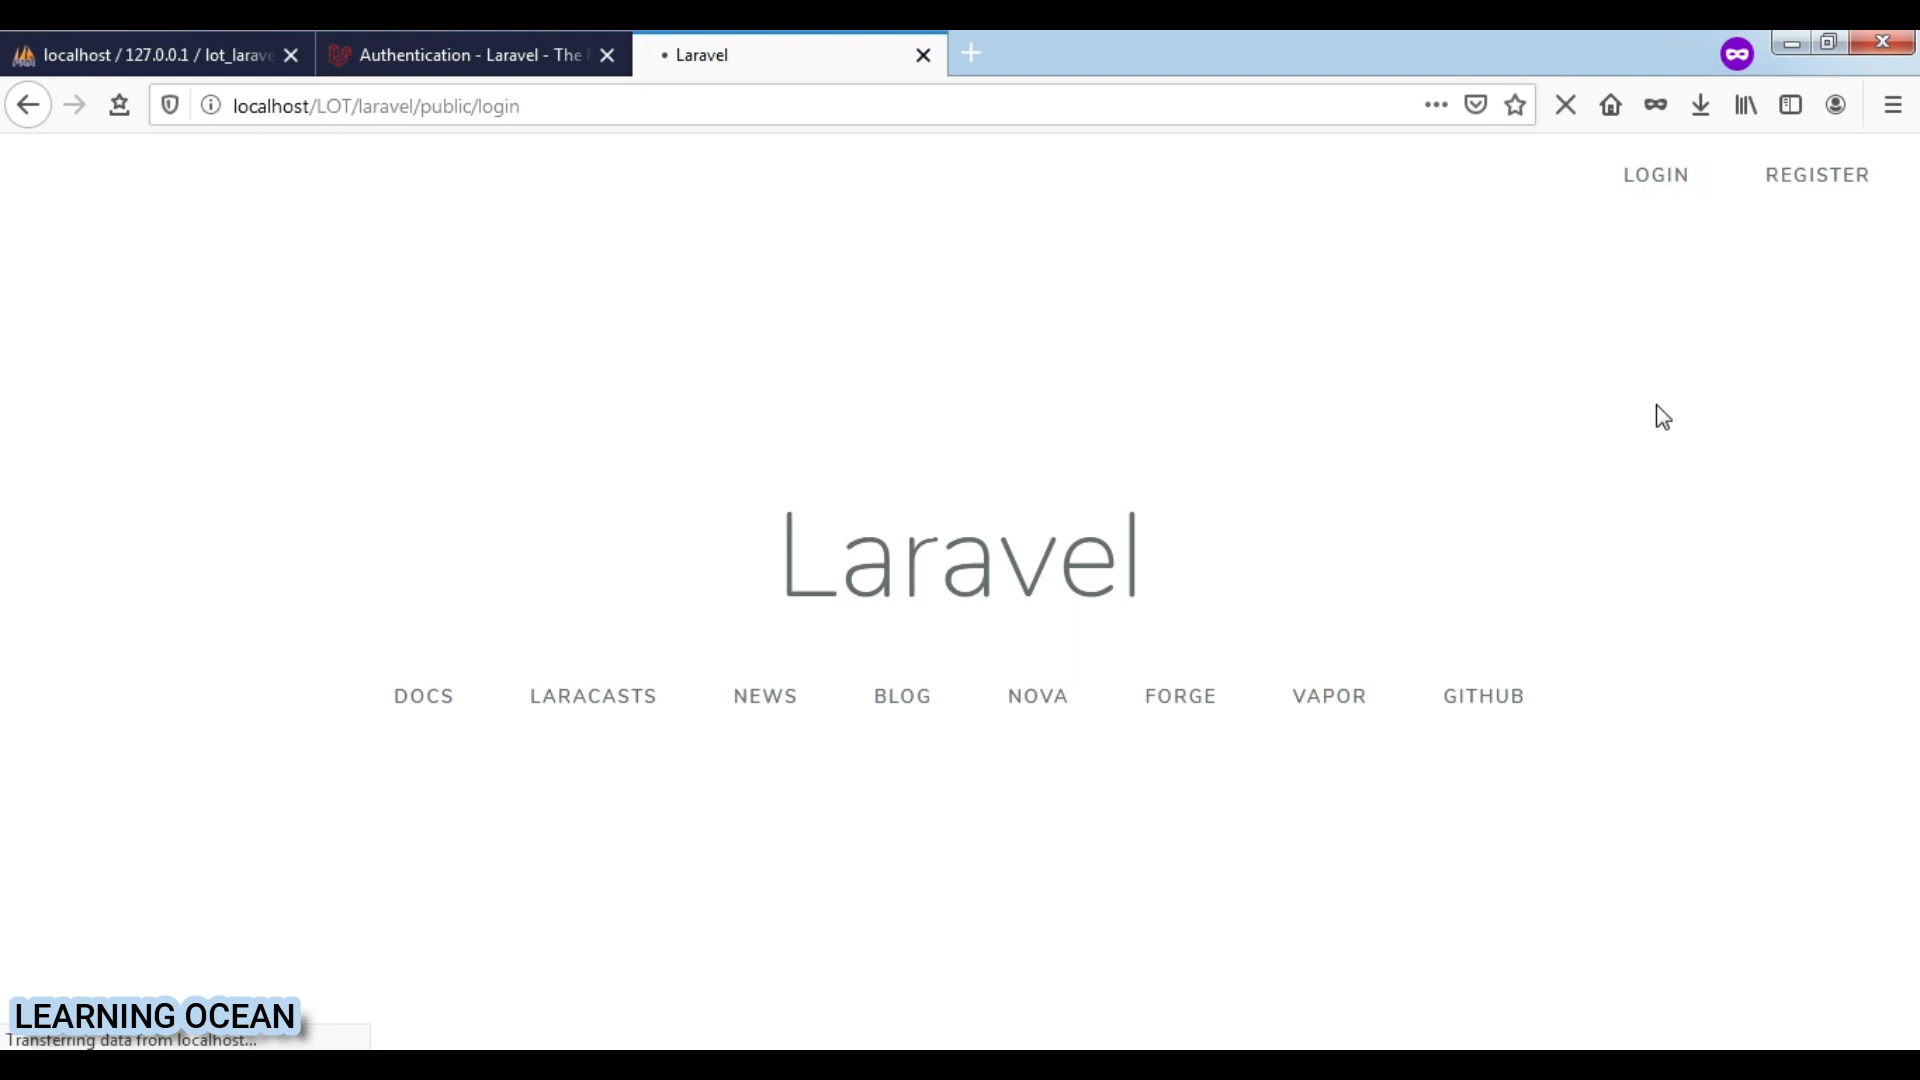 localhost / 127.0.0.1 / lot_larave
Authentication - Laravel - The
• Laravel
localhost/LOT/laravel/public/login
LOGIN REGISTER
Laravel
DOCS LARACASTS NEWS BLOG NOVA FORGE VAPOR GITHUB
LEARNING OCEAN
Transferring data from localhost...